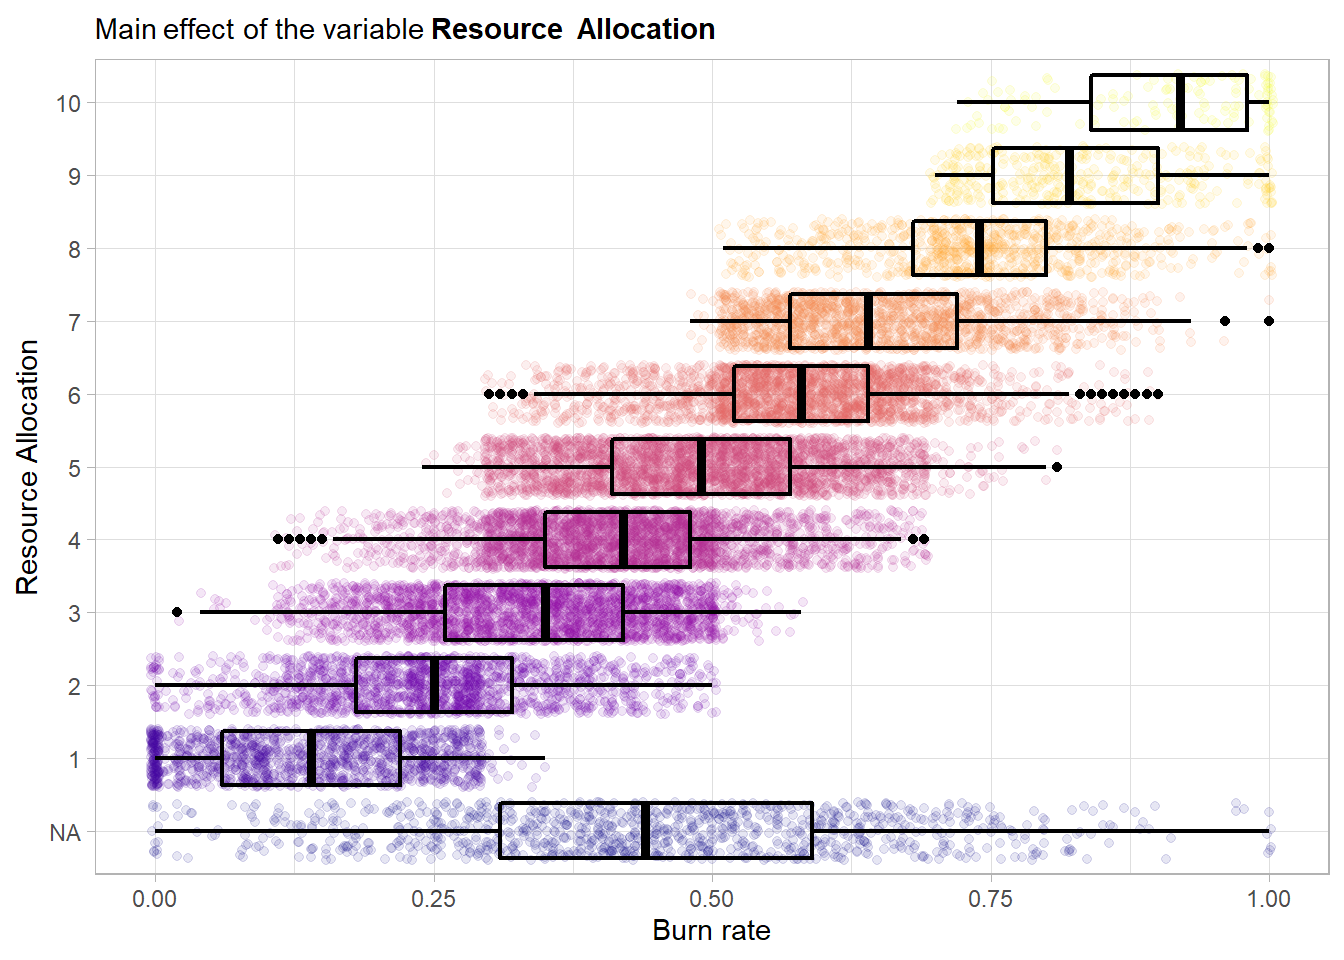 Main effect of the variable Resource Allocation
Resource Allocation
10
9
8
7
6
5
4
3
2
1
NA
0.00 0.25 0.50 0.75 1.00
Burn rate